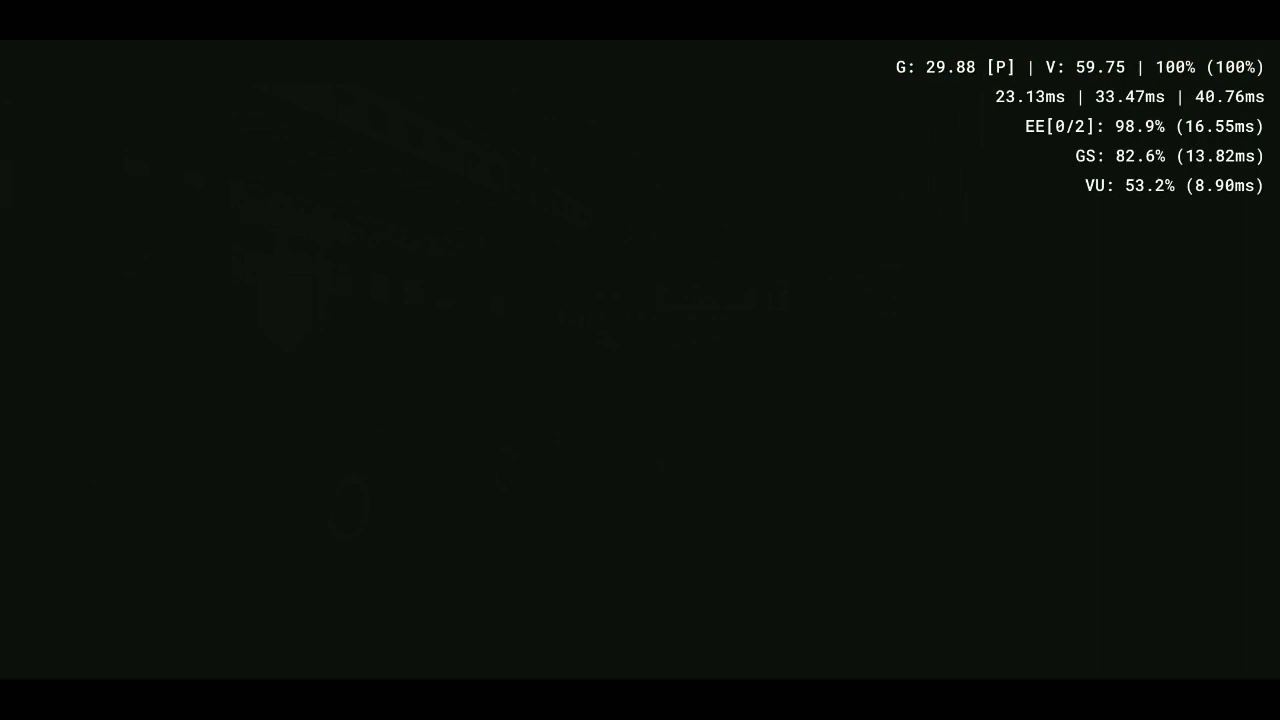 G: 29.88 [P] | V: 59.75 | 100% (100%)
23.13ms | 33.47ms | 40.76ms
EE[0/2]: 98.9% (16.55ms)
GS: 82.6% (13.82ms)
VU: 53.2% (8.90ms)